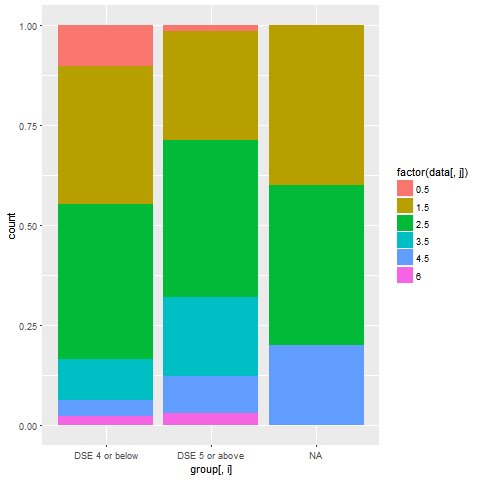 1.00
0.75
0.50
0.25
0.00
count
DSE 4 or below
DSE 5 or above
NA
group[, i]
factor(data[, j])
0.5
1.5
2.5
3.5
4.5
6